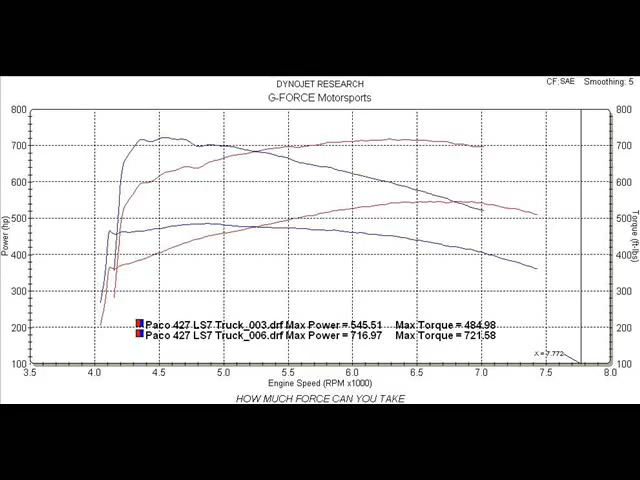 DYNOJET RESEARCH
CF: SAE Smoothing: 5
G-FORCE Motorsports
800 800
700 700
600 600
500 500
400 400
300 300
200 200
100 100
Power (hp)
Torque (ft-lbs)
Paco 427 LS7 Truck_003.drf Max Power = 545.51 Max Torque = 484.98
Paco 427 LS7 Truck_006.drf Max Power = 716.97 Max Torque = 721.58
X = 7.772
3.5 4.0 4.5 5.0 5.5 6.0 6.5 7.0 7.5 8.0
Engine Speed (RPM x1000)
HOW MUCH FORCE CAN YOU TAKE